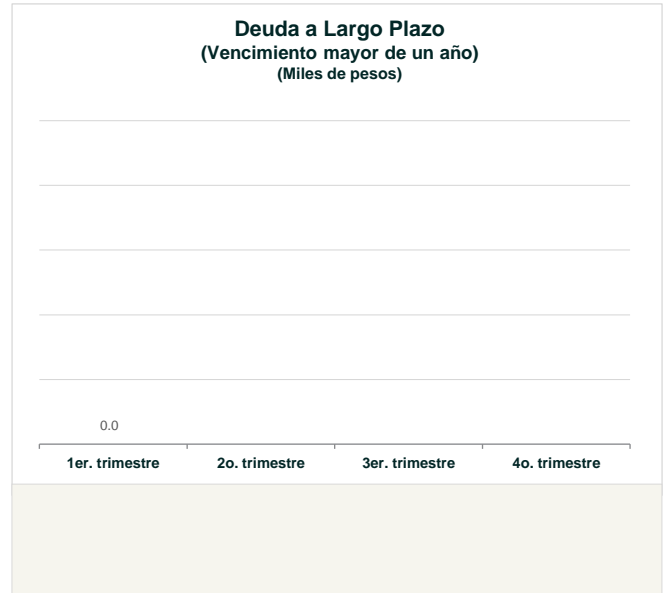 Deuda a Largo Plazo
(Vencimiento mayor de un año)
(Miles de pesos)
0.0
1er. trimestre 2o. trimestre 3er. trimestre 4o. trimestre